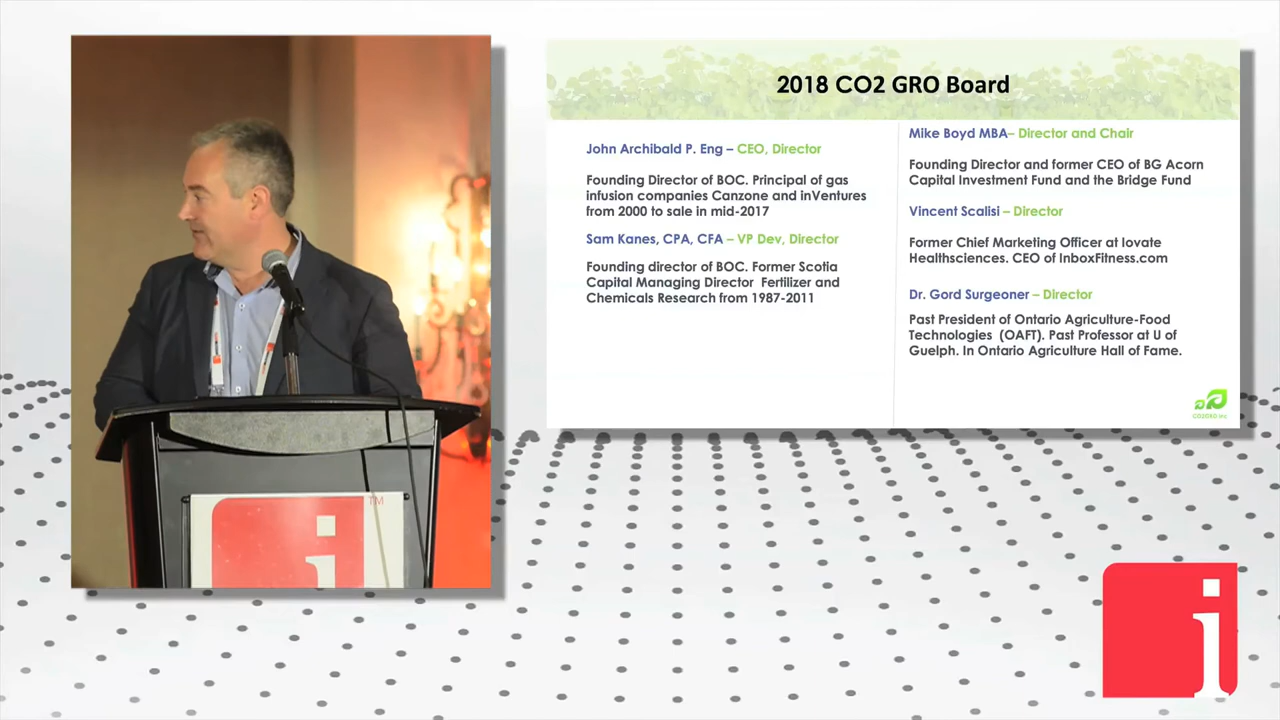 2018 CO2 GRO Board
John Archibald P. Eng – CEO, Director
Founding Director of BOC. Principal of gas
infusion companies Canzone and inVentures
from 2000 to sale in mid-2017
Sam Kanes, CPA, CFA – VP Dev, Director
Founding director of BOC. Former Scotia
Capital Managing Director Fertilizer and
Chemicals Research from 1987-2011
Mike Boyd MBA– Director and Chair
Founding Director and former CEO of BG Acorn
Capital Investment Fund and the Bridge Fund
Vincent Scalisi – Director
Former Chief Marketing Officer at Iovate
Healthsciences. CEO of InboxFitness.com
Dr. Gord Surgeoner – Director
Past President of Ontario Agriculture-Food
Technologies (OAFT). Past Professor at U of
Guelph. In Ontario Agriculture Hall of Fame.
CO2GRO Inc
i
TM
i